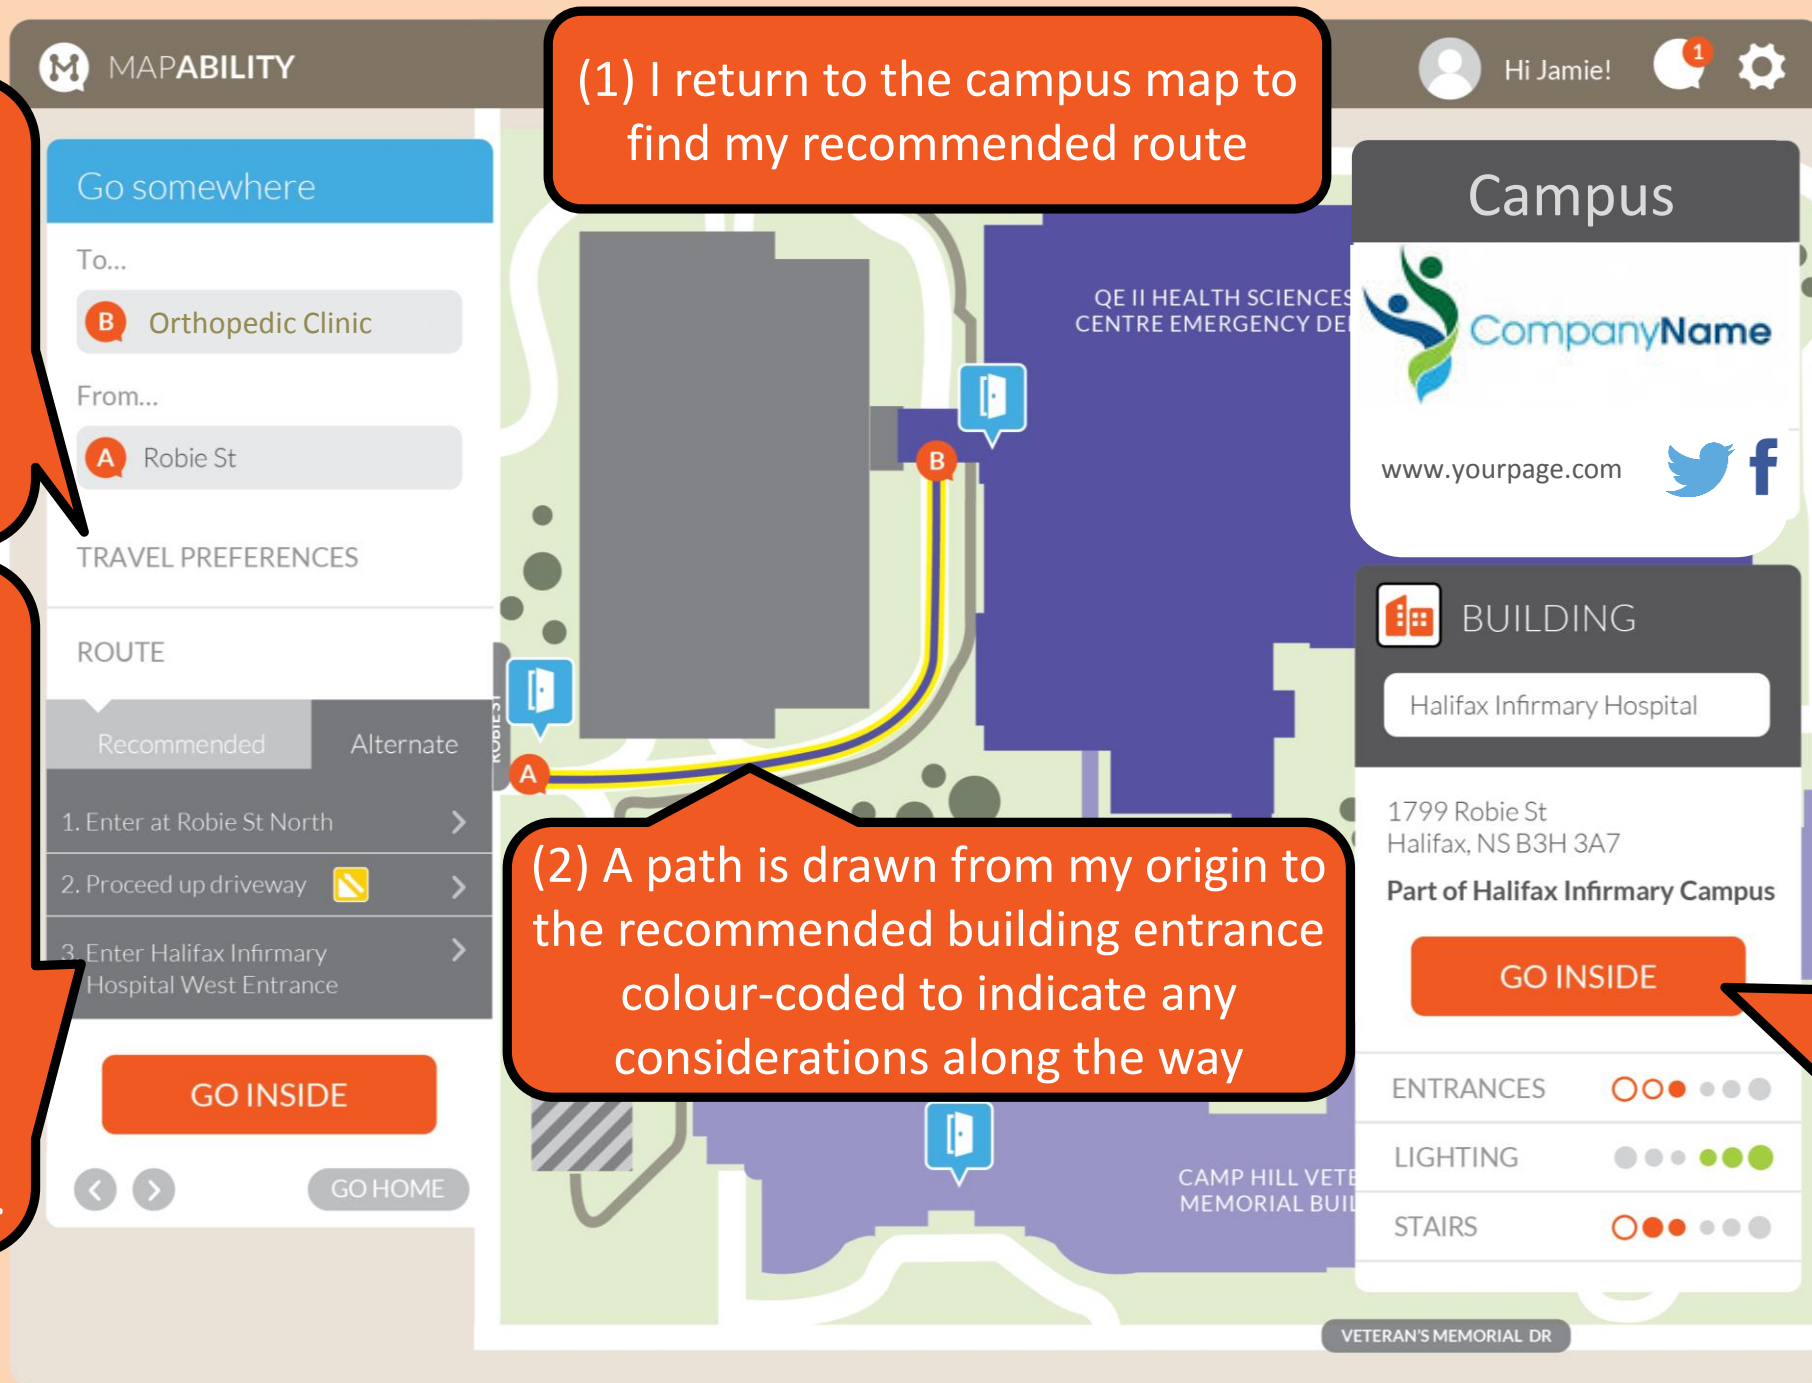 MAPABILITY
(1) I return to the campus map to
find my recommended route
Hi Jamie!
1
Go somewhere
To...
B
Orthopedic Clinic
From...
A
Robie St
TRAVEL PREFERENCES
ROUTE
Recommended
Alternate
1. Enter at Robie St North
2. Proceed up driveway
3. Enter Halifax Infirmary
Hospital West Entrance
GO INSIDE
GO HOME
.
QE II HEALTH SCIENCES
CENTRE EMERGENCY
B
ROBIE ST
A
(2) A path is drawn from my origin to
the recommended building entrance
colour-coded to indicate any
considerations along the way
CAMP HILL
MEMORIAL
VETERAN'S MEMORIAL DR
Campus
CompanyName
www.yourpage.com
f
BUILDING
Halifax Infirmary Hospital
1799 Robie St
Halifax, NS B3H 3A7
Part of Halifax Infirmary Campus
GO INSIDE
ENTRANCES
LIGHTING
STAIRS